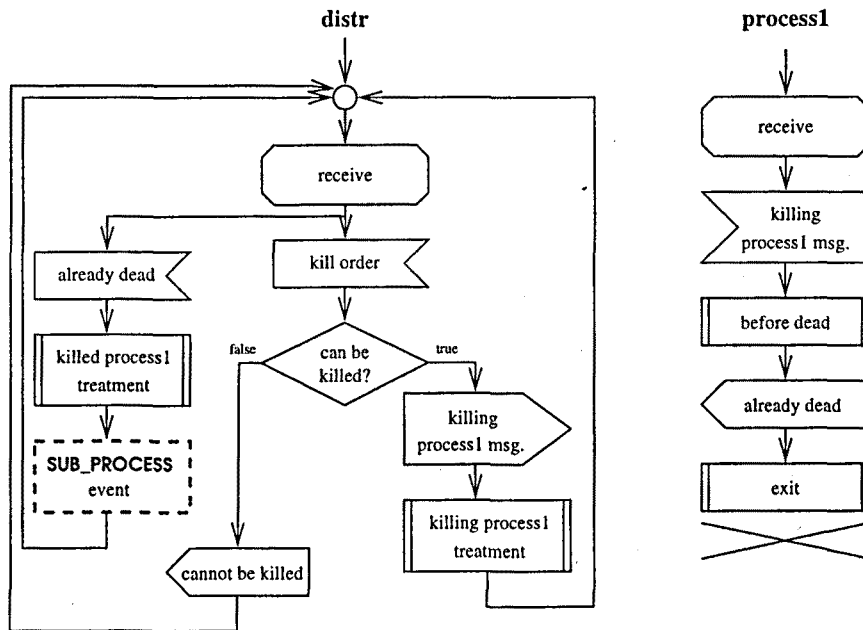 distr
process1
receive
receive
already dead
kill order
killing
process1 msg.
killed process1
treatment
false
can be
killed?
true
before dead
killing
process1 msg.
already dead
SUB_PROCESS
event
killing process1
treatment
exit
cannot be killed